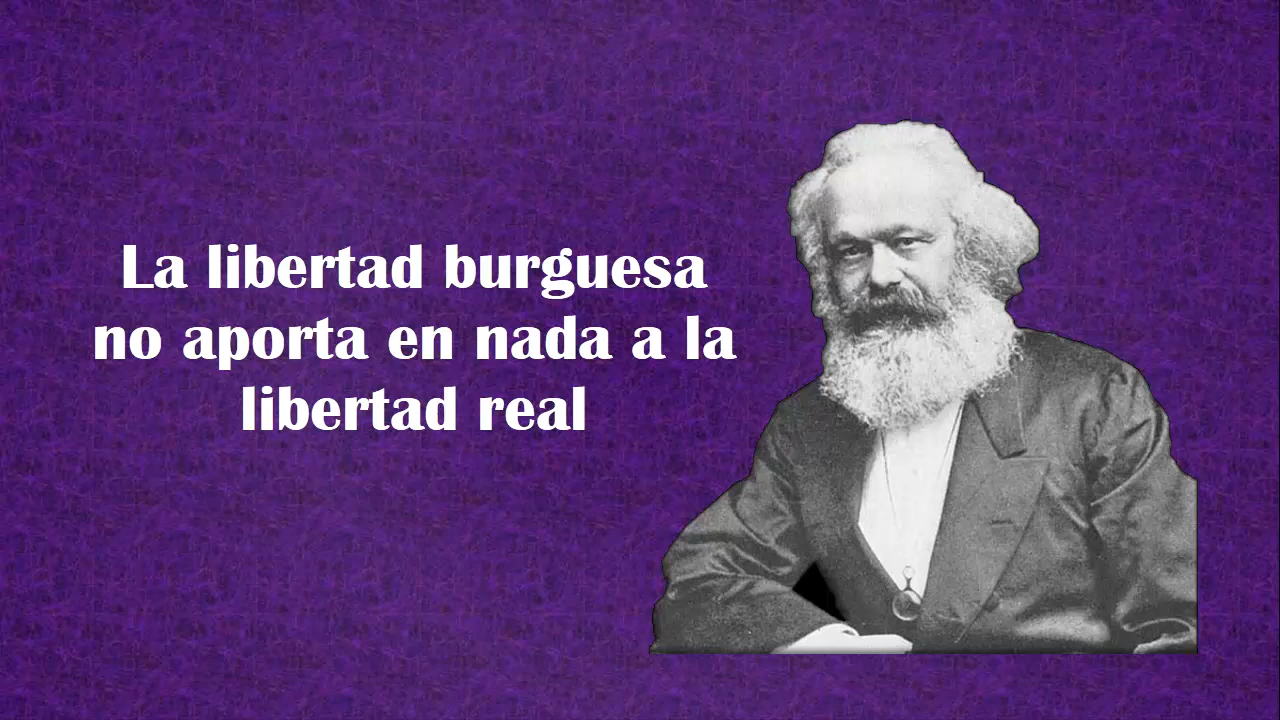 La libertad burguesa
no aporta en nada a la
libertad real